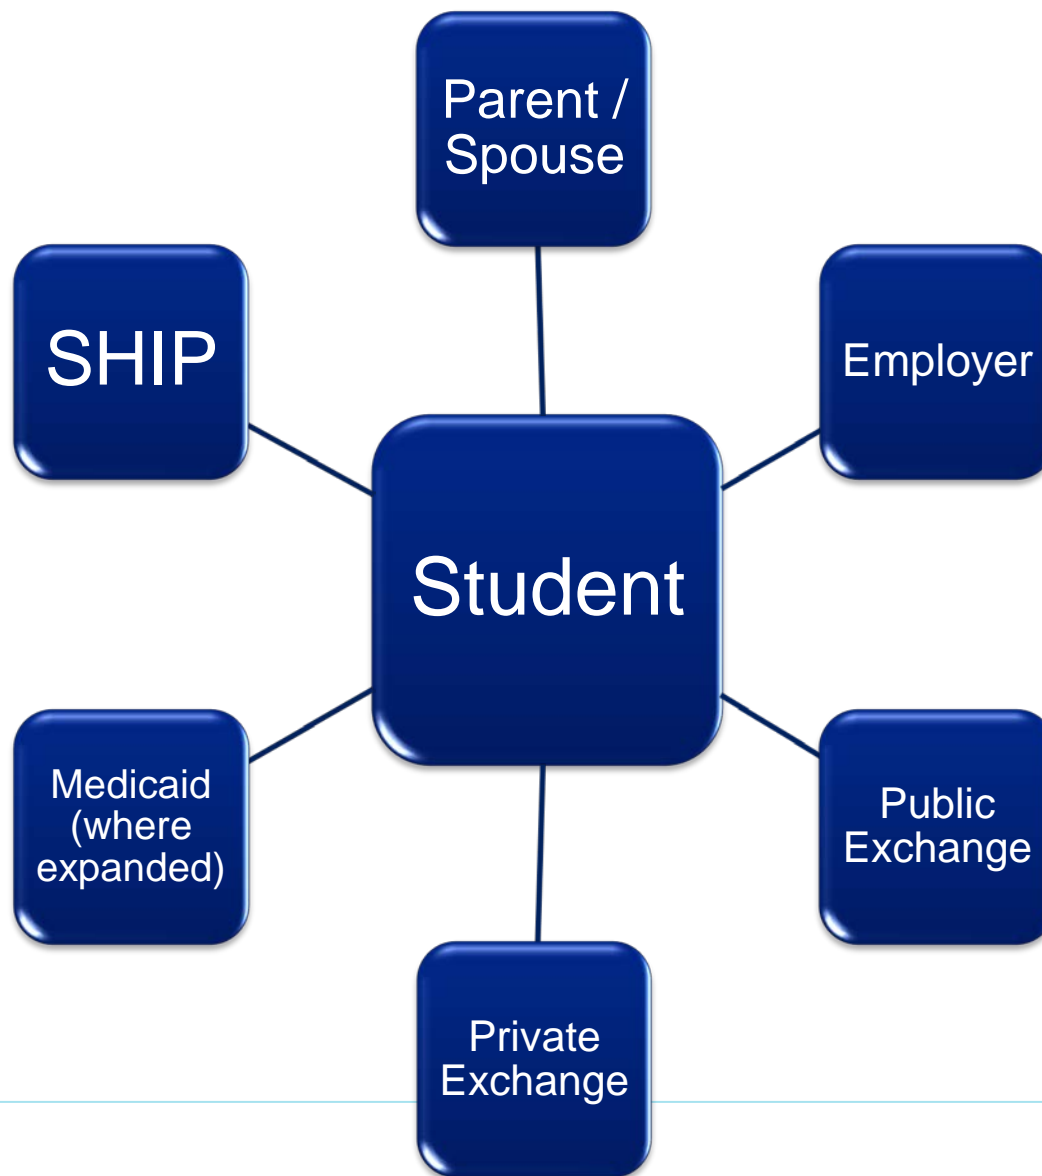 Parent /
Spouse
SHIP
Employer
Student
Medicaid
(where
expanded)
Public
Exchange
Private
Exchange